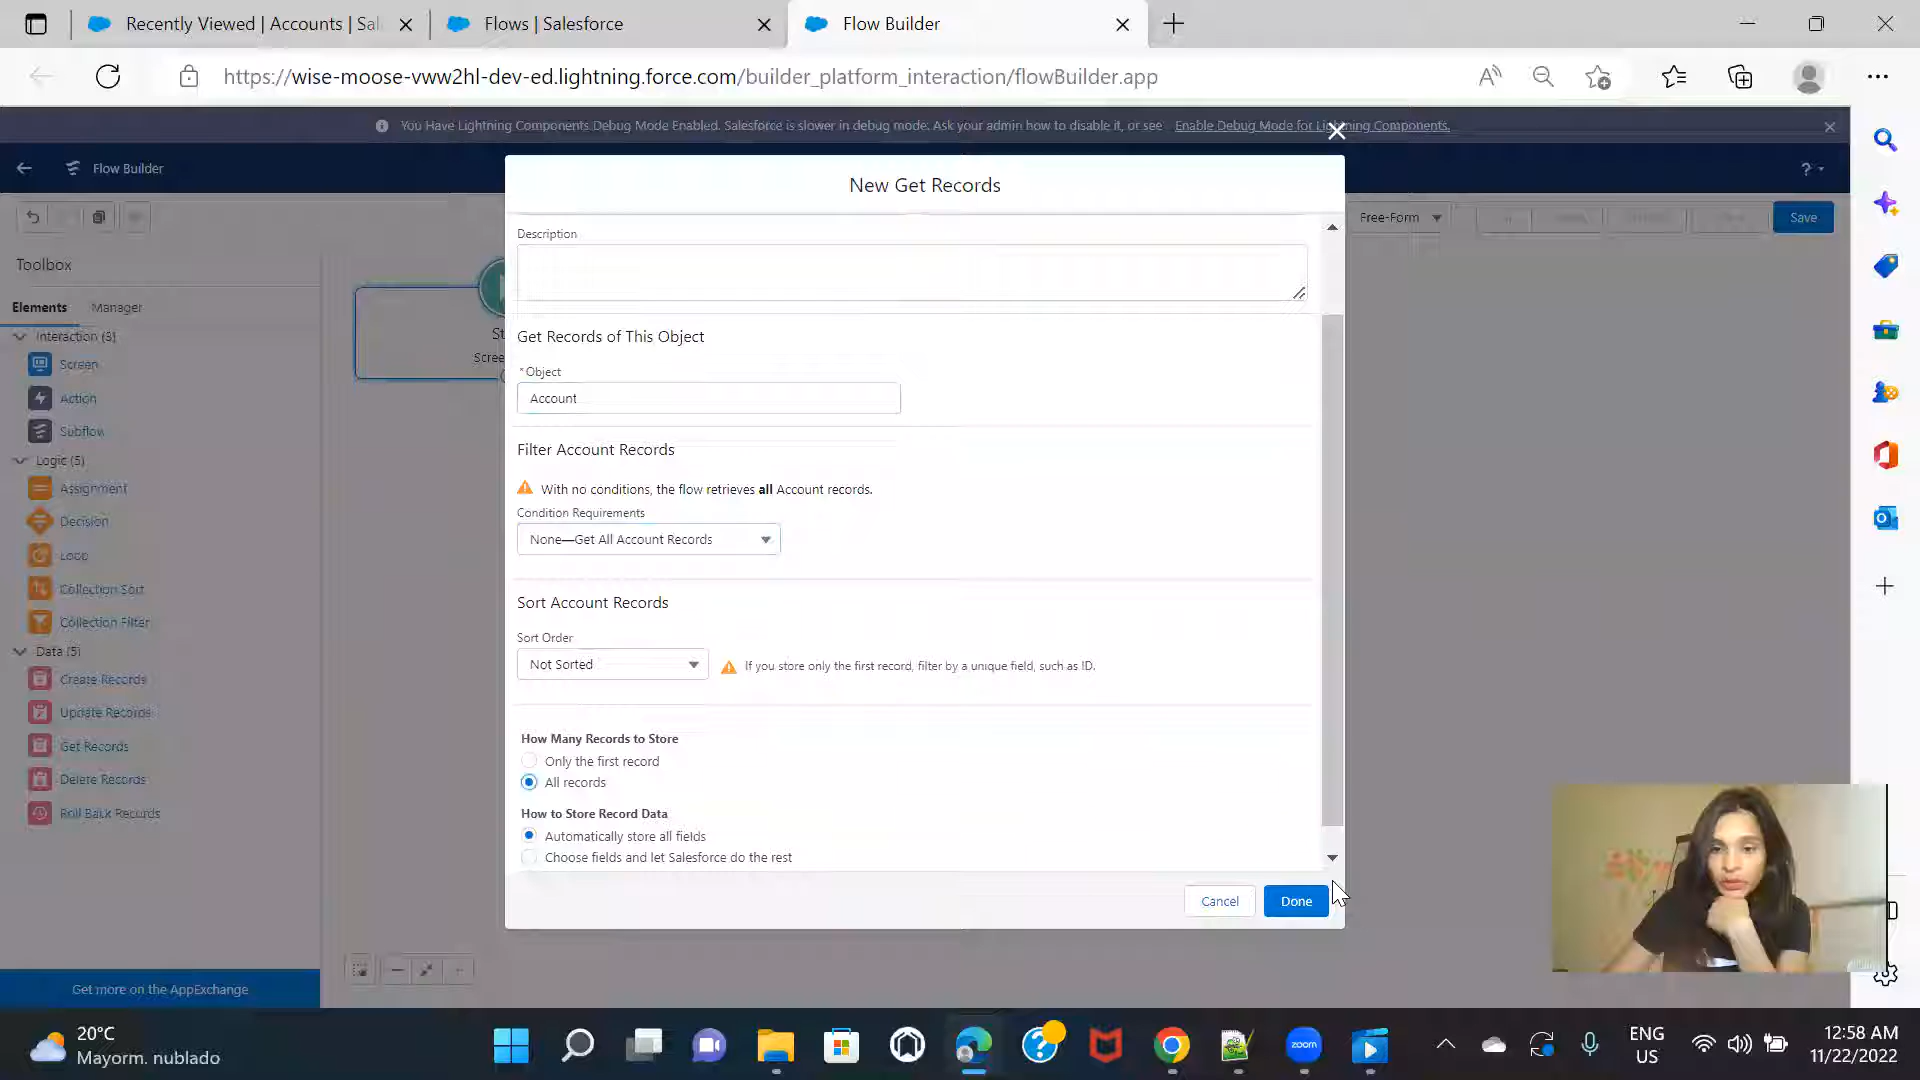 Recently Viewed | Accounts | Sal
Flows | Salesforce
Flow Builder
https://wise-moose-vww2hl-dev-ed.lightning.force.com/builder_platform_interaction/flowBuilder.app
You Have Lightning Components Debug Mode Enabled. Salesforce is slower in debug mode. Ask your admin how to disable it, or see Enable Debug Mode for Lightning Components.
Flow Builder
?
New Get Records
Free-Form
Save
Toolbox
Elements
Manager
Interaction (3)
Screen
Action
Subflow
Logic (5)
Assignment
Decision
Loop
Collection Sort
Collection Filter
Data (5)
Create Records
Update Records
Get Records
Delete Records
Roll Back Records
Get more on the AppExchange
St
Scree
Description
Get Records of This Object
*Object
Account
Filter Account Records
With no conditions, the flow retrieves all Account records.
Condition Requirements
None—Get All Account Records
Sort Account Records
Sort Order
Not Sorted
If you store only the first record, filter by a unique field, such as ID.
How Many Records to Store
Only the first record
All records
How to Store Record Data
Automatically store all fields
Choose fields and let Salesforce do the rest
Cancel
Done
20°C
Mayorm. nublado
zoom
ENG
US
12:58 AM
11/22/2022